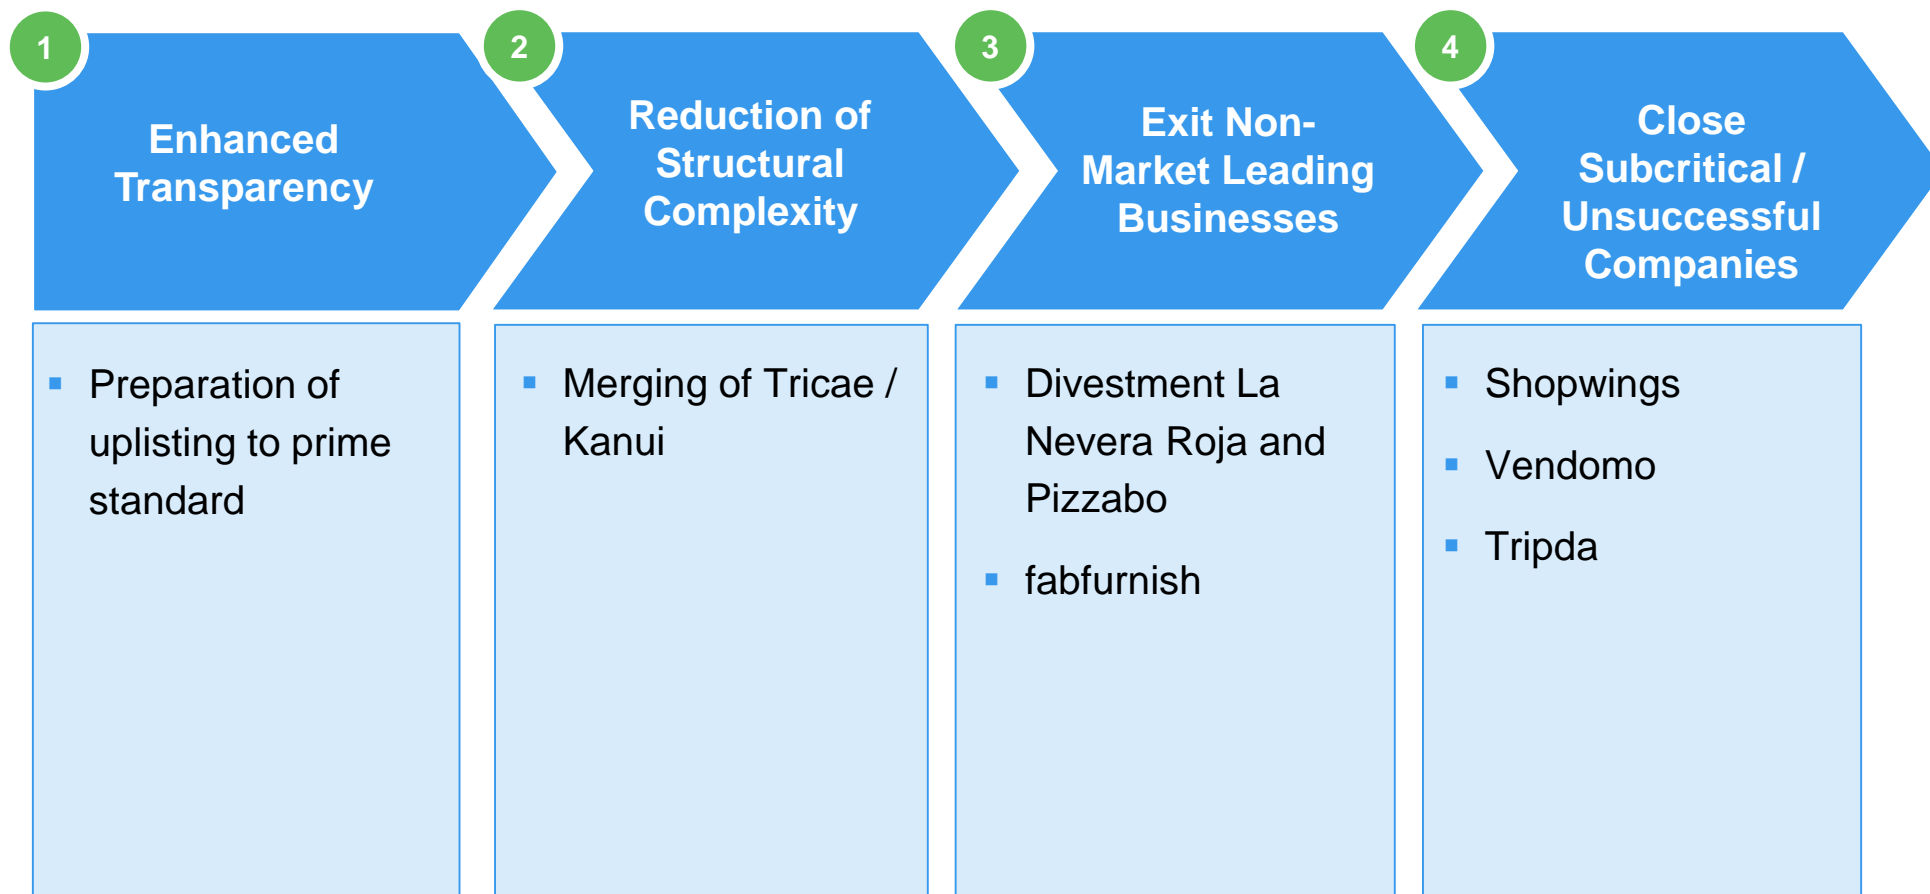 1
Enhanced
Transparency
2
Reduction of
Structural
Complexity
3
Exit Non-
Market Leading
Businesses
4
Close
Subcritical /
Unsuccessful
Companies
▪ Preparation of
uplisting to prime
standard
▪ Merging of Tricae /
Kanui
▪ Divestment La
Nevera Roja and
Pizzabo
▪ fabfurnish
▪ Shopwings
▪ Vendomo
▪ Tripda